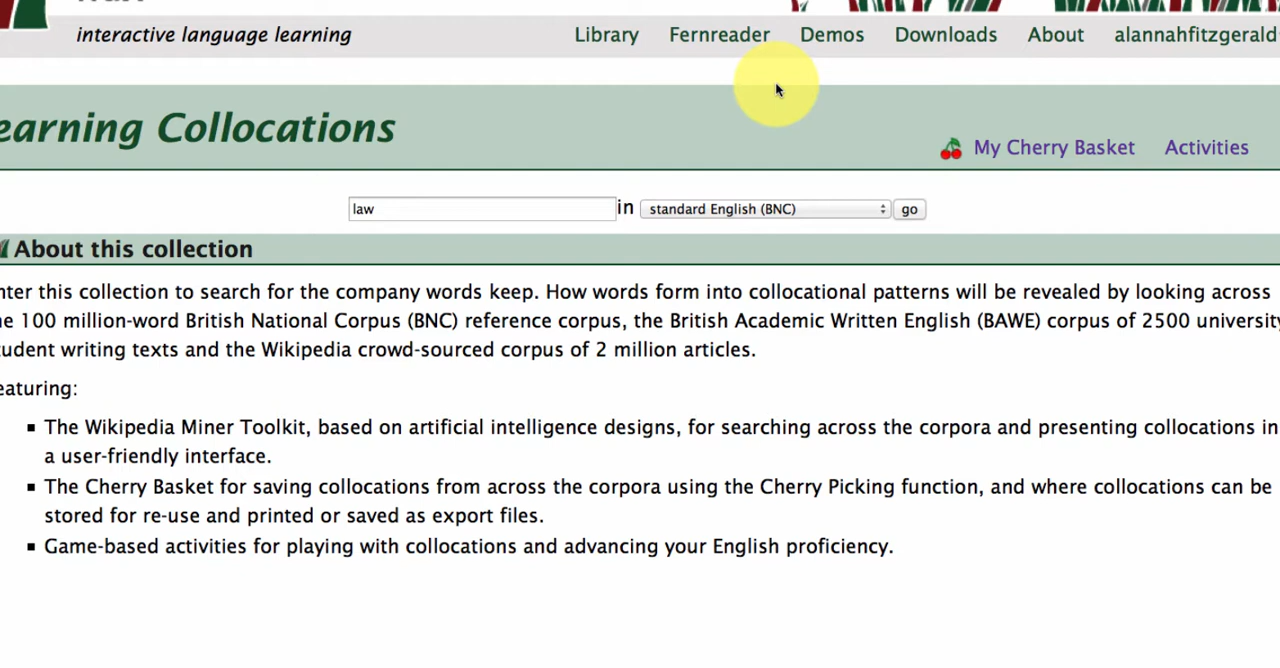 interactive language learning
Library Fernreader Demos Downloads About alannahfitzgerald
earning Collocations
My Cherry Basket Activities
law in standard English (BNC) go
About this collection
nter this collection to search for the company words keep. How words form into collocational patterns will be revealed by looking across
he 100 million-word British National Corpus (BNC) reference corpus, the British Academic Written English (BAWE) corpus of 2500 university
tudent writing texts and the Wikipedia crowd-sourced corpus of 2 million articles.
eaturing:
The Wikipedia Miner Toolkit, based on artificial intelligence designs, for searching across the corpora and presenting collocations in
a user-friendly interface.
The Cherry Basket for saving collocations from across the corpora using the Cherry Picking function, and where collocations can be
stored for re-use and printed or saved as export files.
Game-based activities for playing with collocations and advancing your English proficiency.